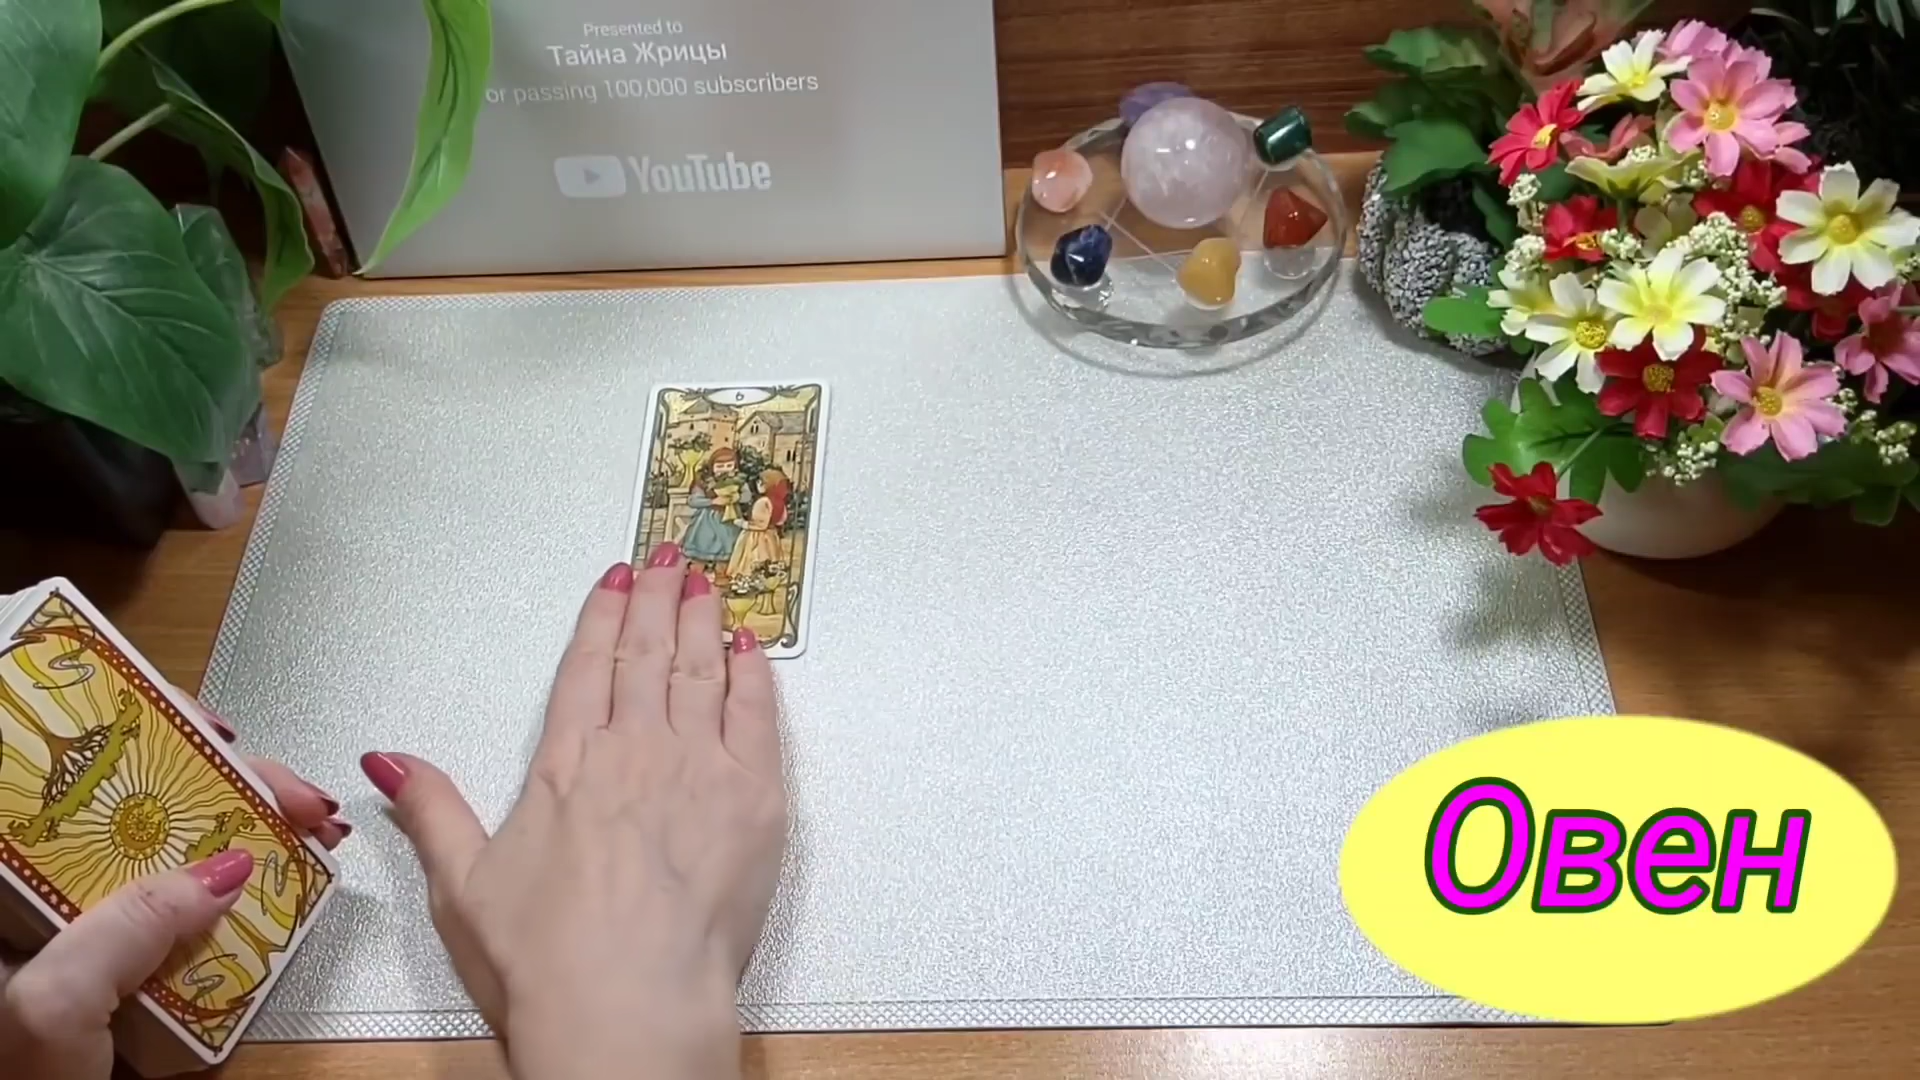 Presented to
Тайна Жрицы
or passing 100,000 subscribers
YouTube
6
Овен